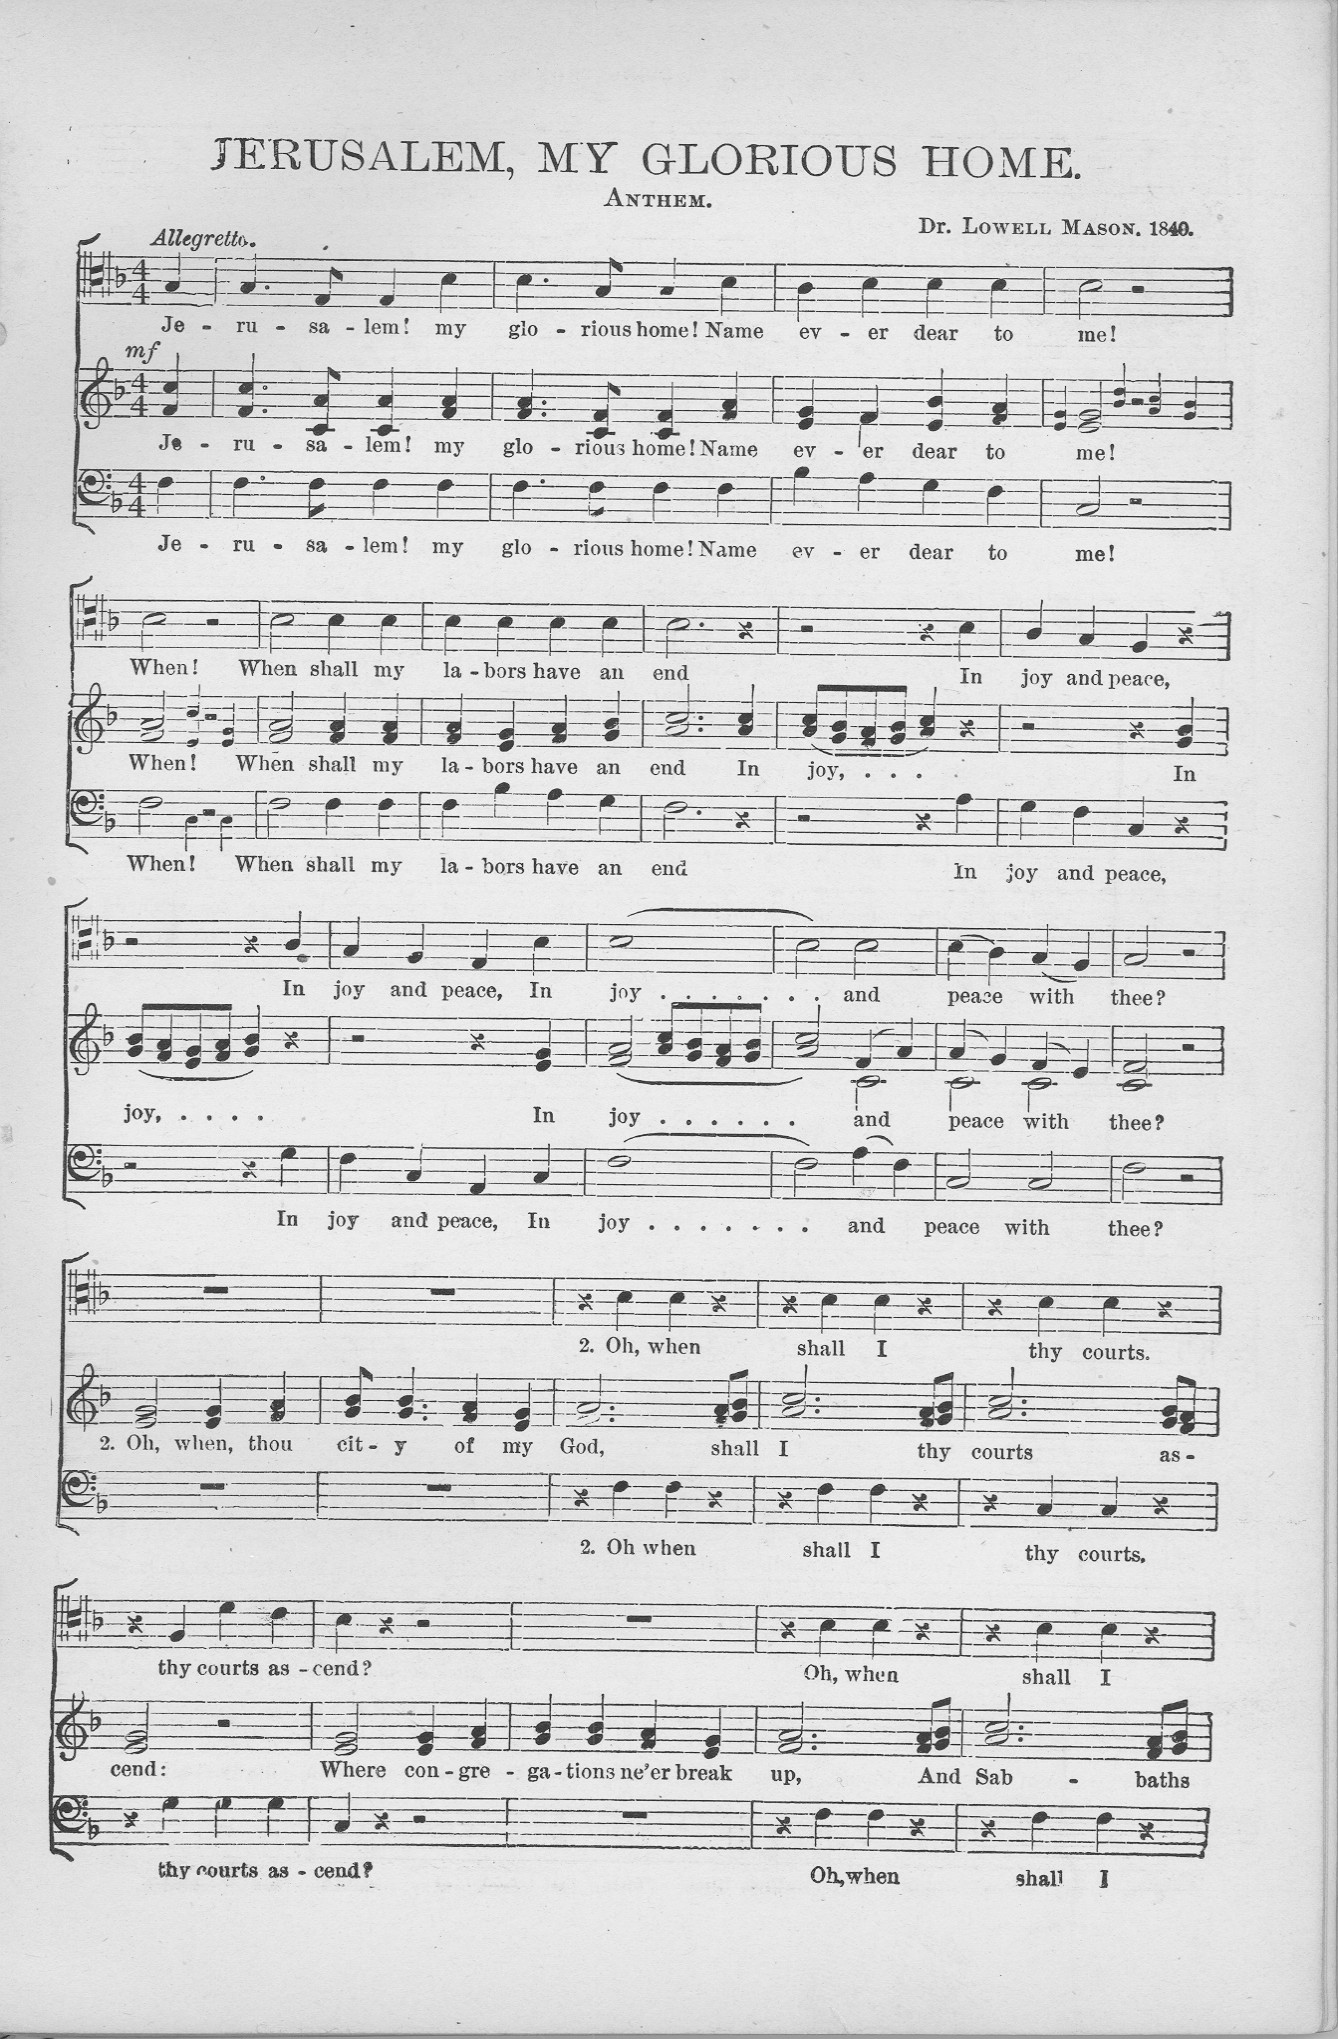 JERUSALEM, MY GLORIOUS HOME.
ANTHEM.
Dr. LOWELL MASON. 1840.
Allegretto.
Je - ru - sa - lem! my glo - rious home! Name ev - er dear to me!
mf
Je - ru - sa - lem! my glo - rious home! Name ev - er dear to me!
Je - ru - sa - lem! my glo - rious home! Name ev - er dear to me!
When! When shall my la - bors have an end In joy and peace,
When! When shall my la - bors have an end In joy, . . . . In
When! When shall my la - bors have an end In joy and peace,
In joy and peace, In joy . . . . . . . and peace with thee?
joy, . . . . In joy . . . . . . and peace with thee?
In joy and peace, In joy . . . . . . . and peace with thee?
2. Oh, when shall I thy courts.
2. Oh, when, thou cit - y of my God, shall I thy courts as -
2. Oh when shall I thy courts.
thy courts as - cend? Oh, when shall I
cend: Where con - gre - ga - tions ne'er break up, And Sab - baths
thy courts as - cend? Oh, when shall I